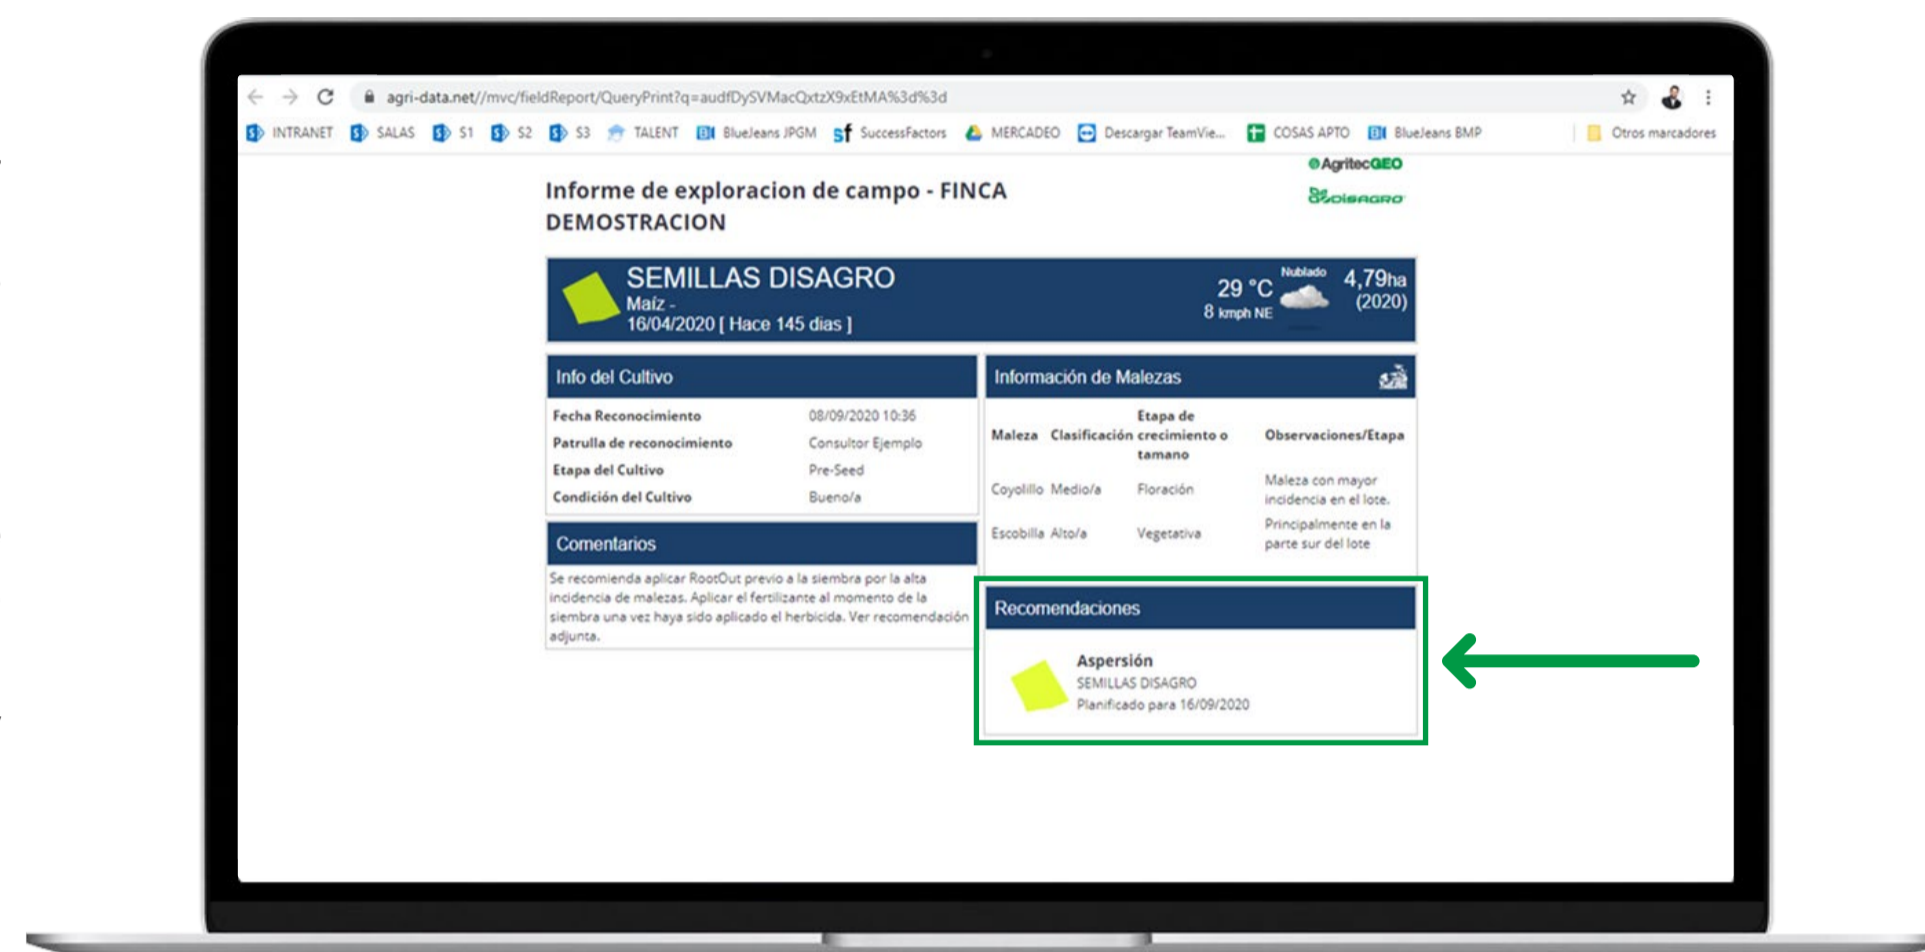 agri-data.net//mvc/fieldReport/QueryPrint?q=audfDySVMacQxtzX9xEtMA%3d%3d
INTRANET SALAS S1 S2 S3 TALENT BlueJeans JPGM SuccessFactors MERCADEO Descargar TeamVie... COSAS APTO BlueJeans BMP Otros marcadores
AgritecGEO
DISAGRO
Informe de exploracion de campo - FINCA
DEMOSTRACION
SEMILLAS DISAGRO
Maíz -
16/04/2020 [ Hace 145 dias ]
29 °C Nublado 4,79ha
8 kmph NE (2020)
Info del Cultivo
Fecha Reconocimiento 08/09/2020 10:36
Patrulla de reconocimiento Consultor Ejemplo
Etapa del Cultivo Pre-Seed
Condición del Cultivo Bueno/a
Comentarios
Se recomienda aplicar RootOut previo a la siembra por la alta
incidencia de malezas. Aplicar el fertilizante al momento de la
siembra una vez haya sido aplicado el herbicida. Ver recomendación
adjunta.
Información de Malezas
Etapa de
Maleza Clasificación crecimiento o Observaciones/Etapa
tamano
Coyolillo Medio/a Floración Maleza con mayor
incidencia en el lote.
Escobilla Alto/a Vegetativa Principalmente en la
parte sur del lote
Recomendaciones
Aspersión
SEMILLAS DISAGRO
Planificado para 16/09/2020